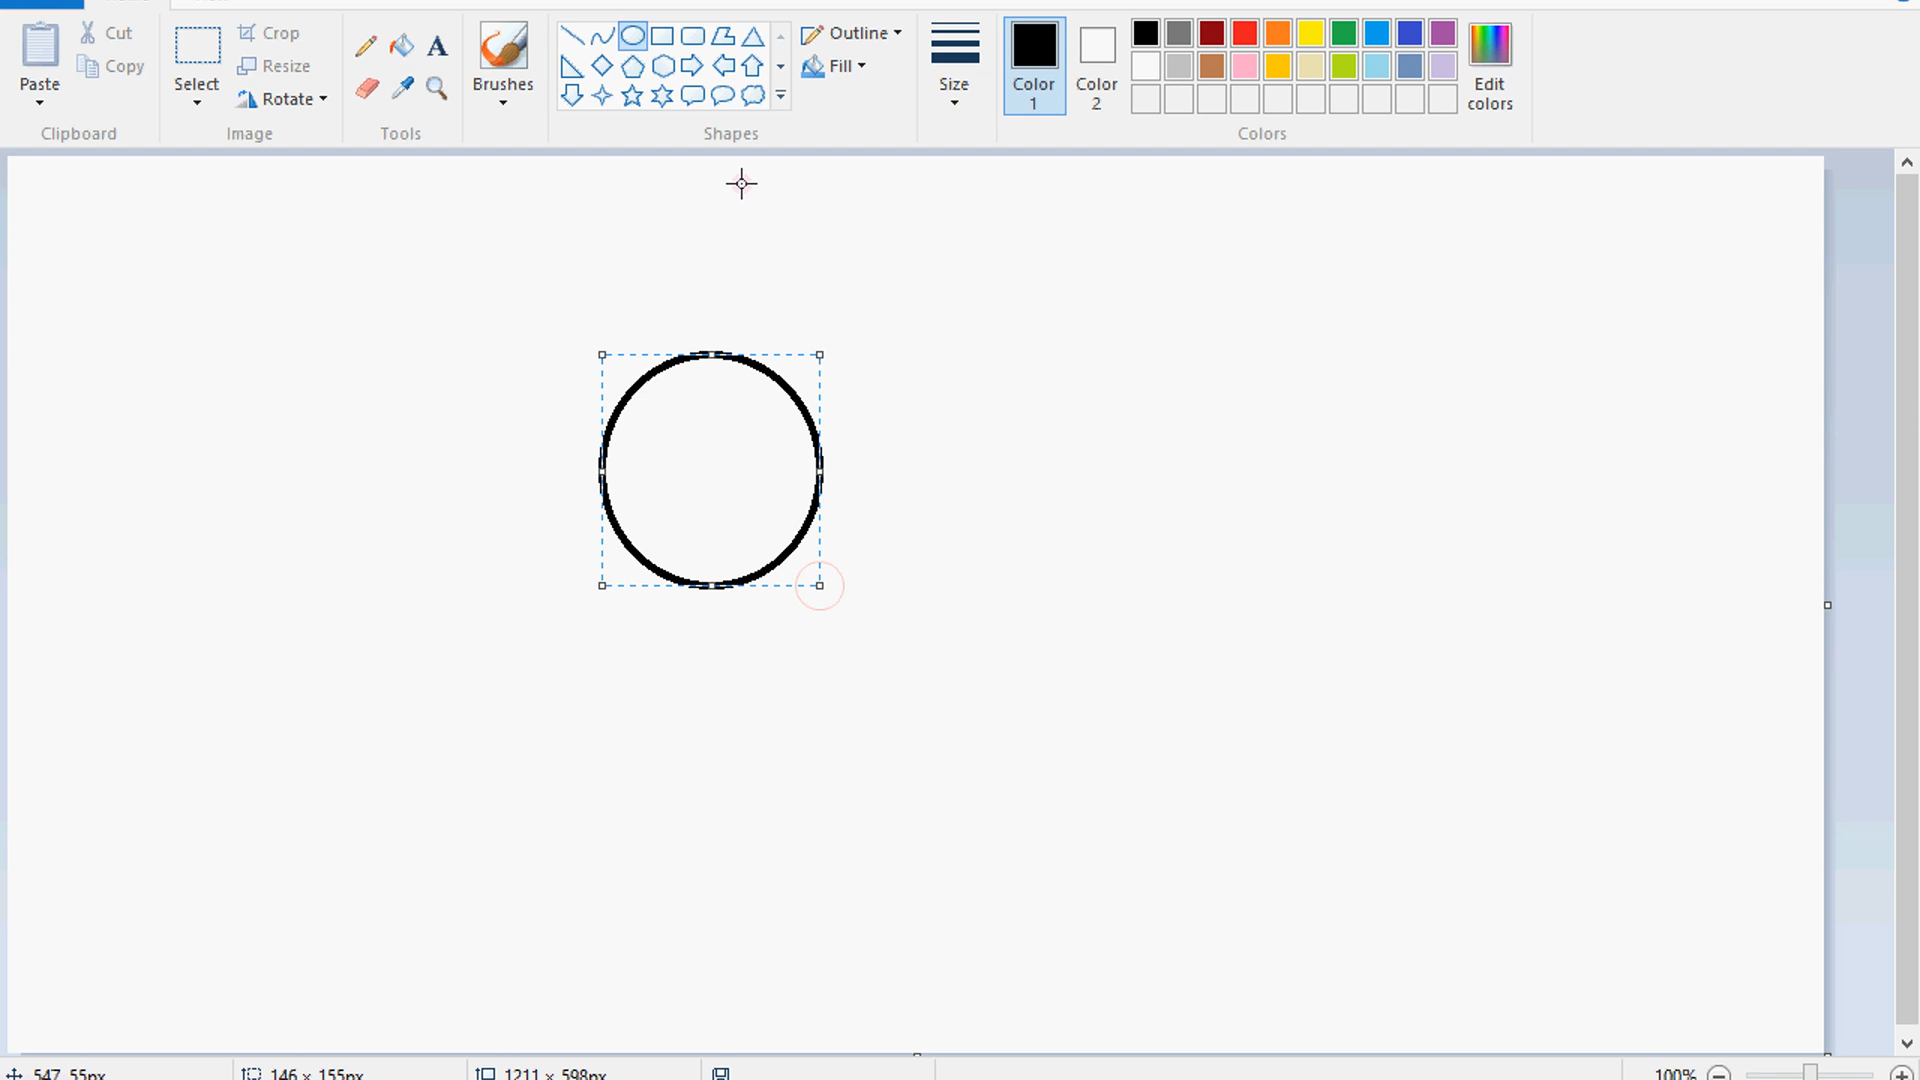 Paste
Cut
Copy
Clipboard
Select
Crop
Resize
Rotate
Image
A
Tools
Brushes
Shapes
Outline
Fill
Size
Color
1
Color
2
Edit
colors
Colors
547, 55px
146 × 155px
1211 × 598px
100%